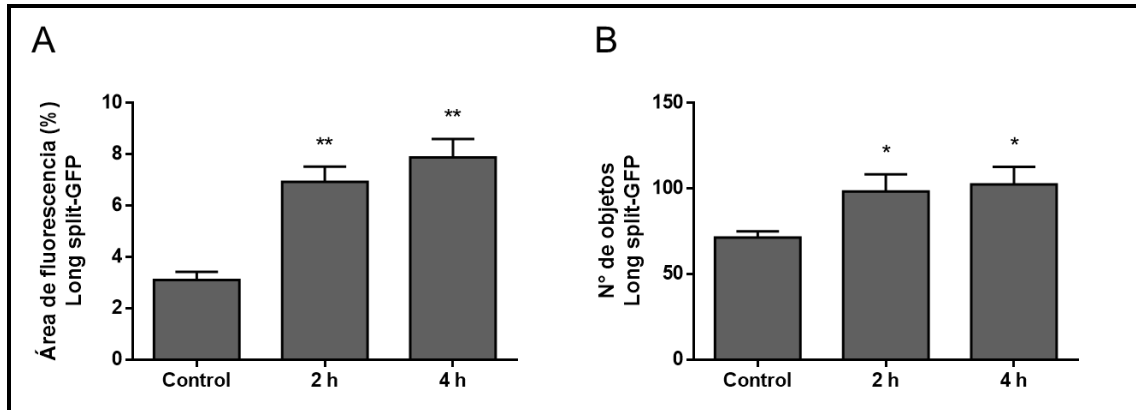 A
Área de fluorescencia (%)
Long split-GFP
10
8
6
4
2
0
**
**
Control
2 h
4 h
B
N° de objetos
Long split-GFP
150
100
50
0
*
*
Control
2 h
4 h